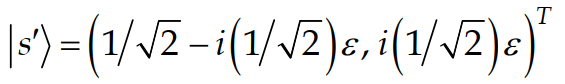 |s′⟩ = (1/√2 − i(1/√2)ε, i(1/√2)ε)ᵀ